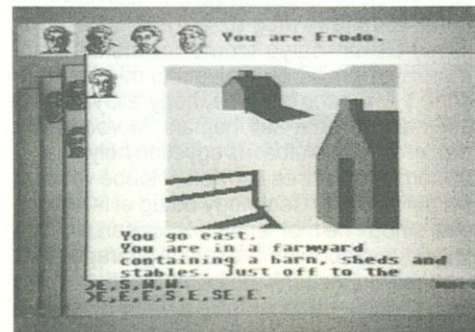 You are Frodo.
You go east.
You are in a farmyard
containing a barn, sheds and
stables. Just off to the
>E,S,W,W.
>E,E,E,S,E,SE,E.